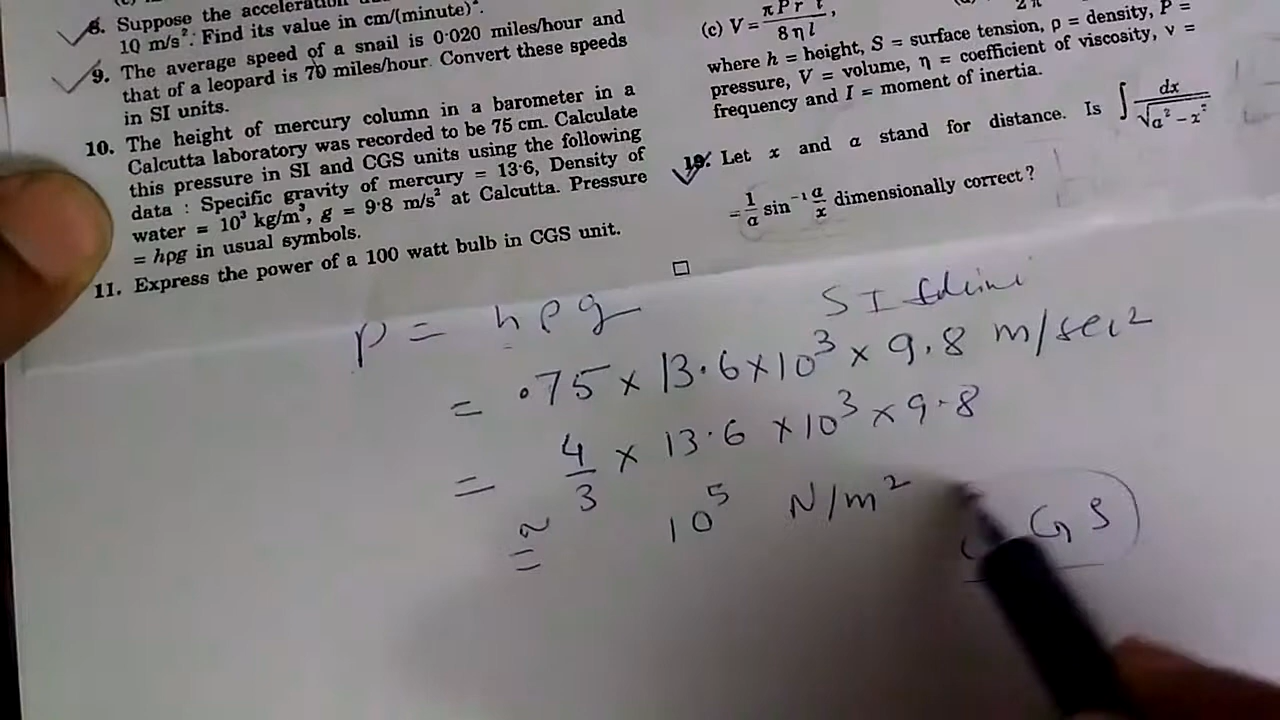 8. Suppose the acceleration
10 m/s². Find its value in cm/(minute)².
9. The average speed of a snail is 0·020 miles/hour and
that of a leopard is 70 miles/hour. Convert these speeds
in SI units.
10. The height of mercury column in a barometer in a
Calcutta laboratory was recorded to be 75 cm. Calculate
this pressure in SI and CGS units using the following
data : Specific gravity of mercury = 13·6, Density of
water = 10³ kg/m³, g = 9·8 m/s² at Calcutta. Pressure
= hρg in usual symbols.
11. Express the power of a 100 watt bulb in CGS unit.
(c) V = πPr t / 8ηl ,
where h = height, S = surface tension, ρ = density, P =
pressure, V = volume, η = coefficient of viscosity, ν =
frequency and I = moment of inertia.
19. Let x and a stand for distance. Is ∫ dx / √a² – x²
= 1/a sin⁻¹ a/x dimensionally correct ?
P = hρg
SI
= .75 × 13.6 × 10³ × 9.8 m/sec²
= 4/3 × 13.6 × 10³ × 9.8
≅ 10⁵ N/m²
GS)